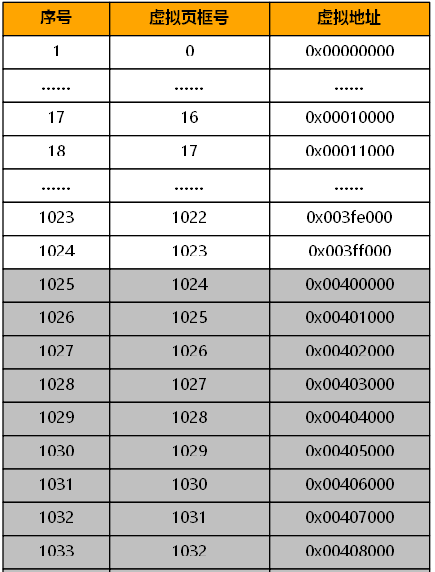 序号 虚拟页框号 虚拟地址
1 0 0x00000000
...... ...... ......
17 16 0x00010000
18 17 0x00011000
...... ...... ......
1023 1022 0x003fe000
1024 1023 0x003ff000
1025 1024 0x00400000
1026 1025 0x00401000
1027 1026 0x00402000
1028 1027 0x00403000
1029 1028 0x00404000
1030 1029 0x00405000
1031 1030 0x00406000
1032 1031 0x00407000
1033 1032 0x00408000